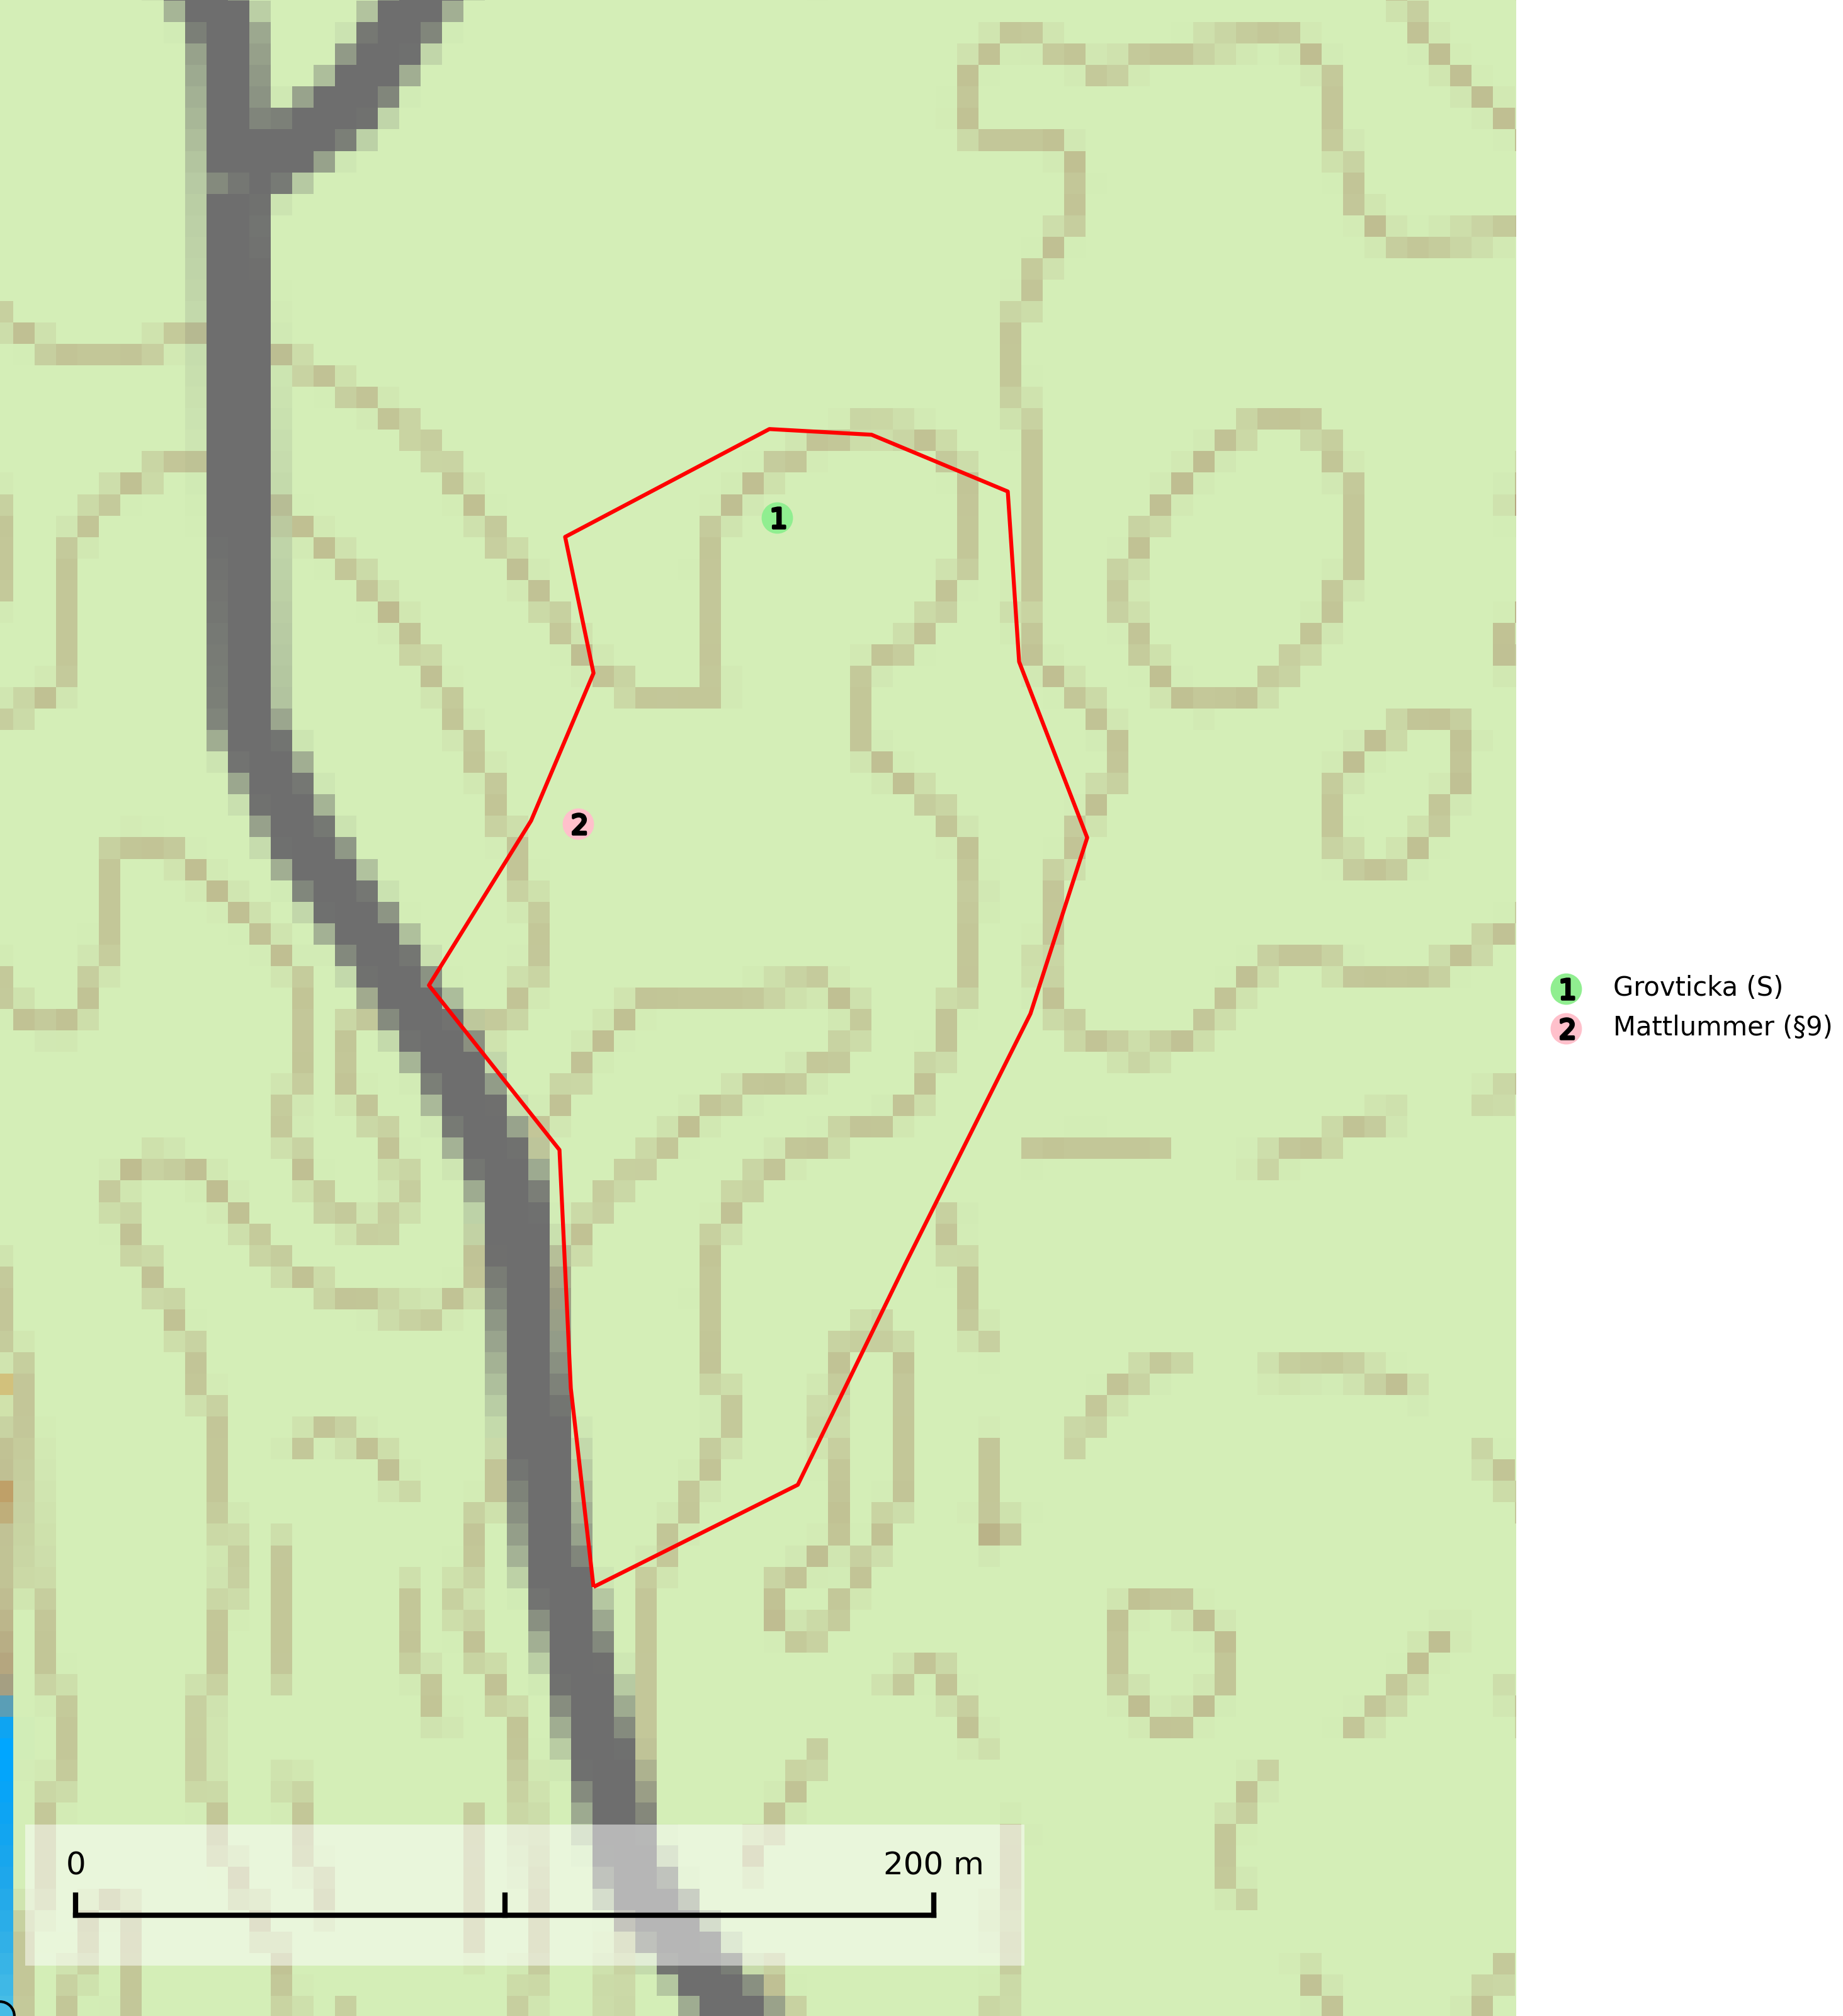 1
2
1 Grovticka (S)
2 Mattlummer (§9)
0 200 m